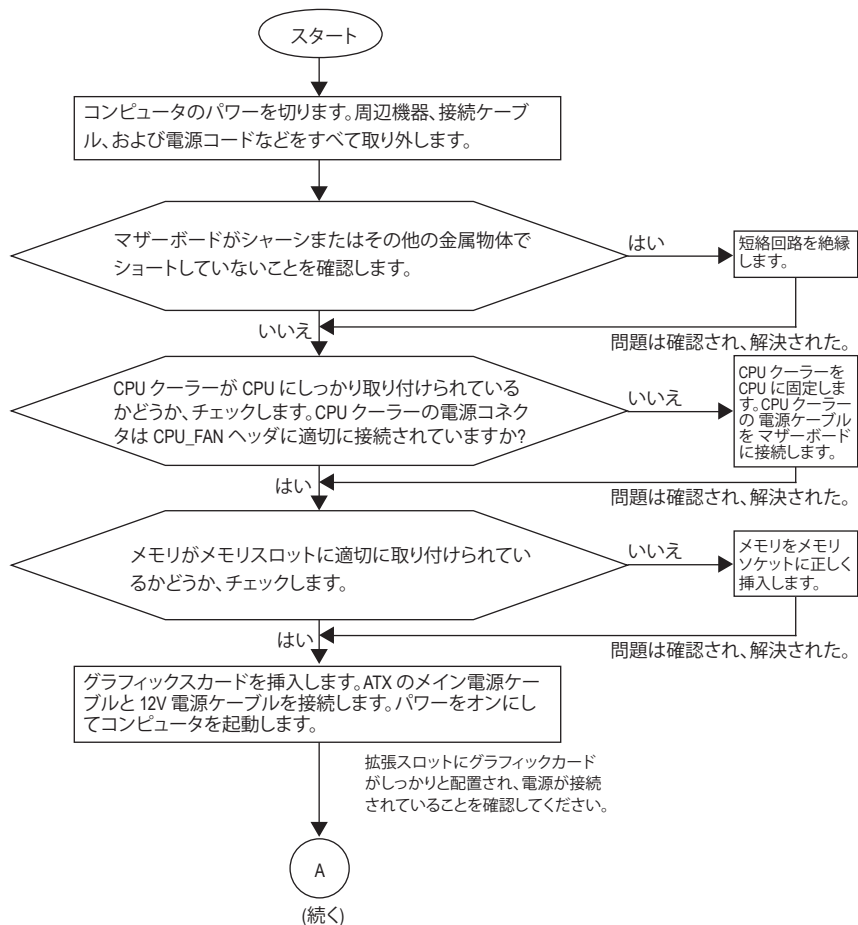 スタート
コンピュータのパワーを切ります。周辺機器、接続ケーブ
ル、および電源コードなどをすべて取り外します。
マザーボードがシャーシまたはその他の金属物体で
ショートしていないことを確認します。
はい
短絡回路を絶縁
します。
いいえ
問題は確認され、解決された。
CPU クーラーが CPU にしっかり取り付けられている
かどうか、チェックします。CPU クーラーの電源コネク
タは CPU_FAN ヘッダに適切に接続されていますか?
いいえ
CPU クーラーを
CPU に固定しま
す。CPU クーラー
の 電源ケーブル
を マザーボード
に接続します。
はい
問題は確認され、解決された。
メモリがメモリスロットに適切に取り付けられてい
るかどうか、チェックします。
いいえ
メモリをメモリ
ソケットに正しく
挿入します。
はい
問題は確認され、解決された。
グラフィックスカードを挿入します。ATX のメイン電源ケー
ブルと 12V 電源ケーブルを接続します。パワーをオンにし
てコンピュータを起動します。
拡張スロットにグラフィックカード
がしっかりと配置され、電源が接続
されていることを確認してください。
A
(続く)